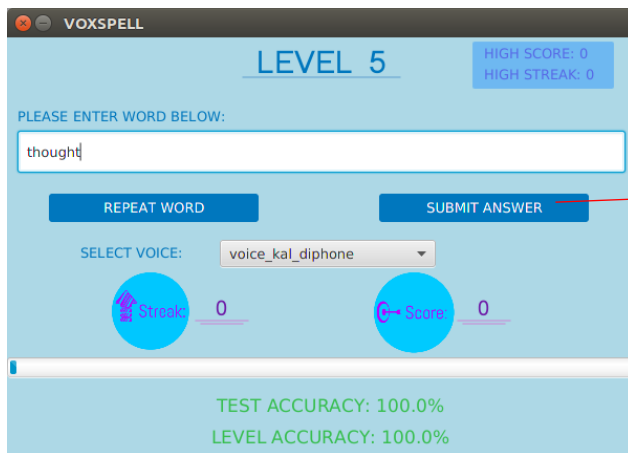 VOXSPELL
LEVEL 5
HIGH SCORE: 0
HIGH STREAK: 0
PLEASE ENTER WORD BELOW:
thought
REPEAT WORD
SUBMIT ANSWER
SELECT VOICE:
voice_kal_diphone
Streak: 0
Score: 0
TEST ACCURACY: 100.0%
LEVEL ACCURACY: 100.0%